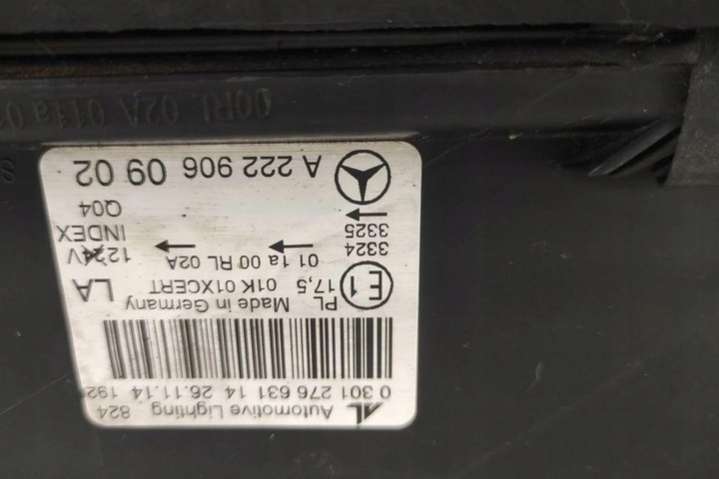 AL Automotive Lighting 824
0 301 276 631 14 26.11.14 192
Made in Germany
E1 PL 17,5 01K 01XCERT LA
3324 01 1a 00 RL 02A
3325
12V
INDEX
Q04
A 222 906 09 02